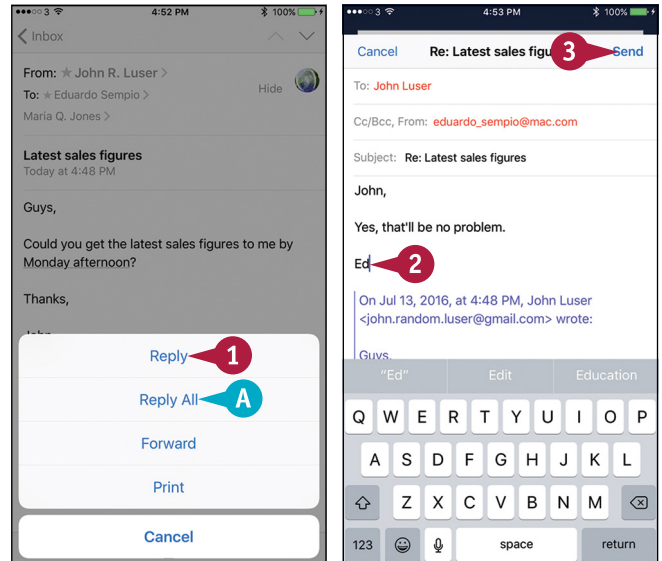 3 4:52 PM 100%
Inbox
From: ★ John R. Luser >
To: ★ Eduardo Sempio > Hide
Maria Q. Jones >
Latest sales figures
Today at 4:48 PM
Guys,
Could you get the latest sales figures to me by
Monday afternoon?
Thanks,
John
Reply 1
Reply All A
Forward
Print
Cancel
3 4:53 PM 100%
Cancel Re: Latest sales figu 3 Send
To: John Luser
Cc/Bcc, From: eduardo_sempio@mac.com
Subject: Re: Latest sales figures
John,
Yes, that'll be no problem.
Ed 2
On Jul 13, 2016, at 4:48 PM, John Luser
<john.random.luser@gmail.com> wrote:
Guys,
"Ed" Edit Education
Q W E R T Y U I O P
A S D F G H J K L
Z X C V B N M
123 space return